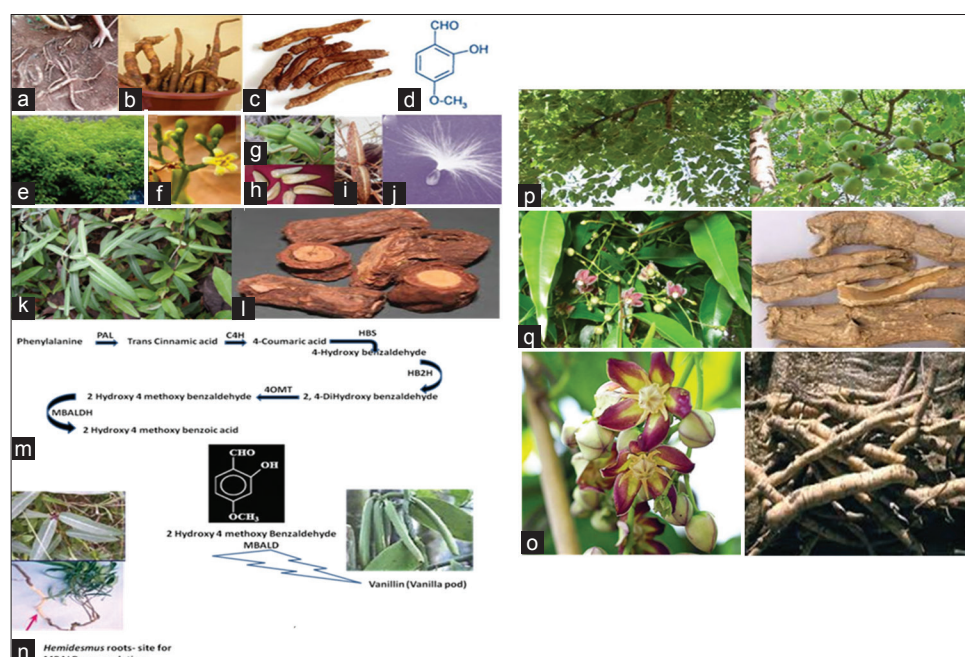 a
b
c
d
CHO
OH
O-CH₃
e
f
g
h
i
j
k
l
Phenylalanine PAL Trans Cinnamic acid C4H 4-Coumaric acid HBS
4-Hydroxy benzaldehyde
HB2H
2 Hydroxy 4 methoxy benzaldehyde 4OMT 2, 4-DiHydroxy benzaldehyde
MBALDH
2 Hydroxy 4 methoxy benzoic acid
m
CHO
OH
OCH₃
2 Hydroxy 4 methoxy Benzaldehyde
MBALD
Vanillin (Vanilla pod)
n
Hemidesmus roots- site for
p
q
o